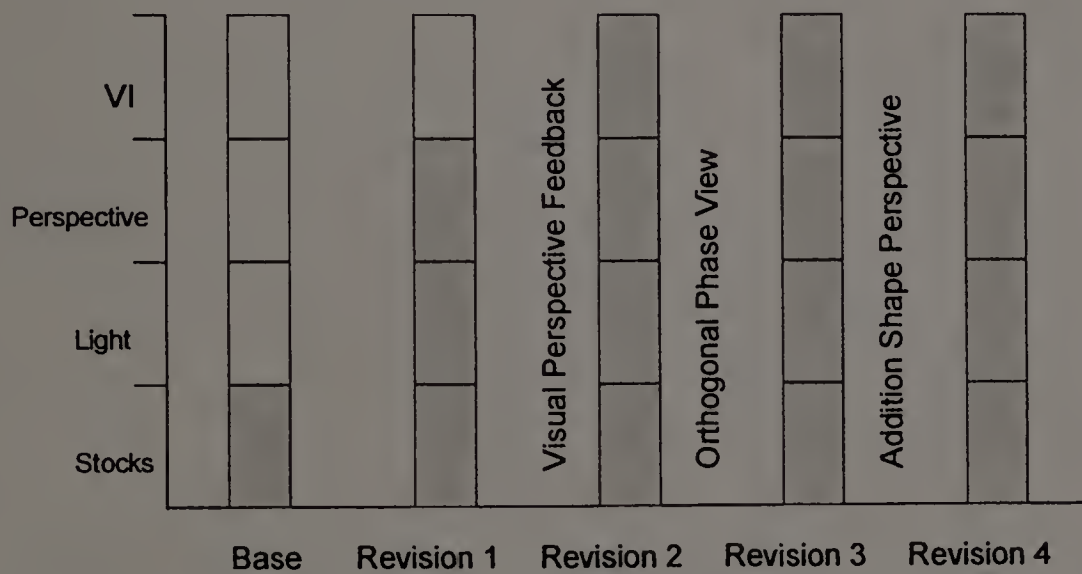 VI
Perspective
Light
Stocks
Visual Perspective Feedback
Orthogonal Phase View
Addition Shape Perspective
Base
Revision 1
Revision 2
Revision 3
Revision 4